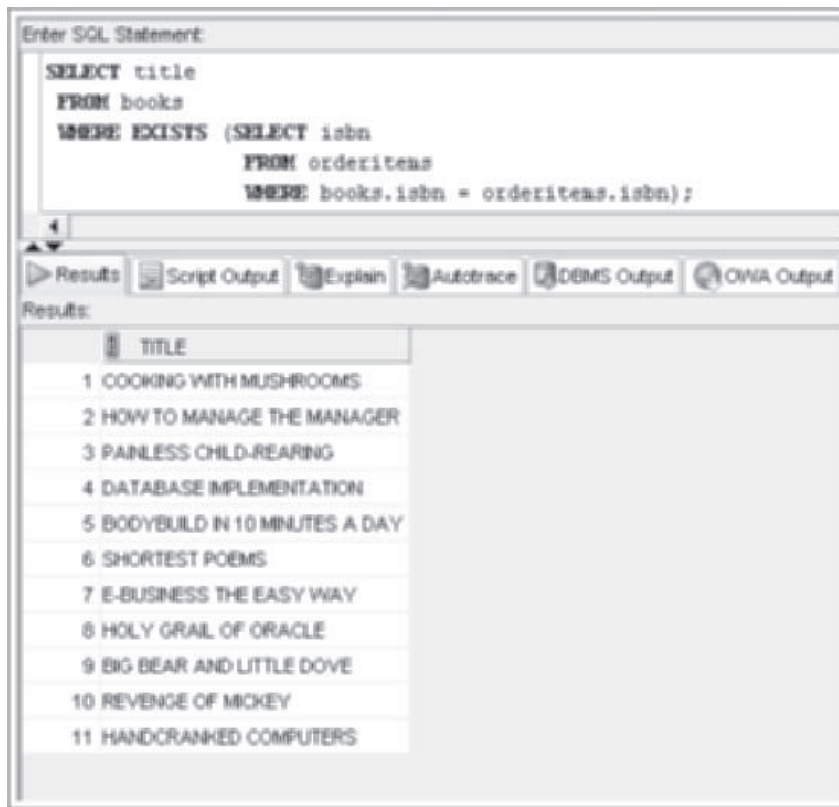 Enter SQL Statement:
SELECT title
FROM books
WHERE EXISTS (SELECT isbn
FROM orderitems
WHERE books.isbn = orderitems.isbn);
Results Script Output Explain Autotrace DBMS Output OWA Output
Results:
TITLE
1 COOKING WITH MUSHROOMS
2 HOW TO MANAGE THE MANAGER
3 PAINLESS CHILD-REARING
4 DATABASE IMPLEMENTATION
5 BODYBUILD IN 10 MINUTES A DAY
6 SHORTEST POEMS
7 E-BUSINESS THE EASY WAY
8 HOLY GRAIL OF ORACLE
9 BIG BEAR AND LITTLE DOVE
10 REVENGE OF MICKEY
11 HANDCRANKED COMPUTERS